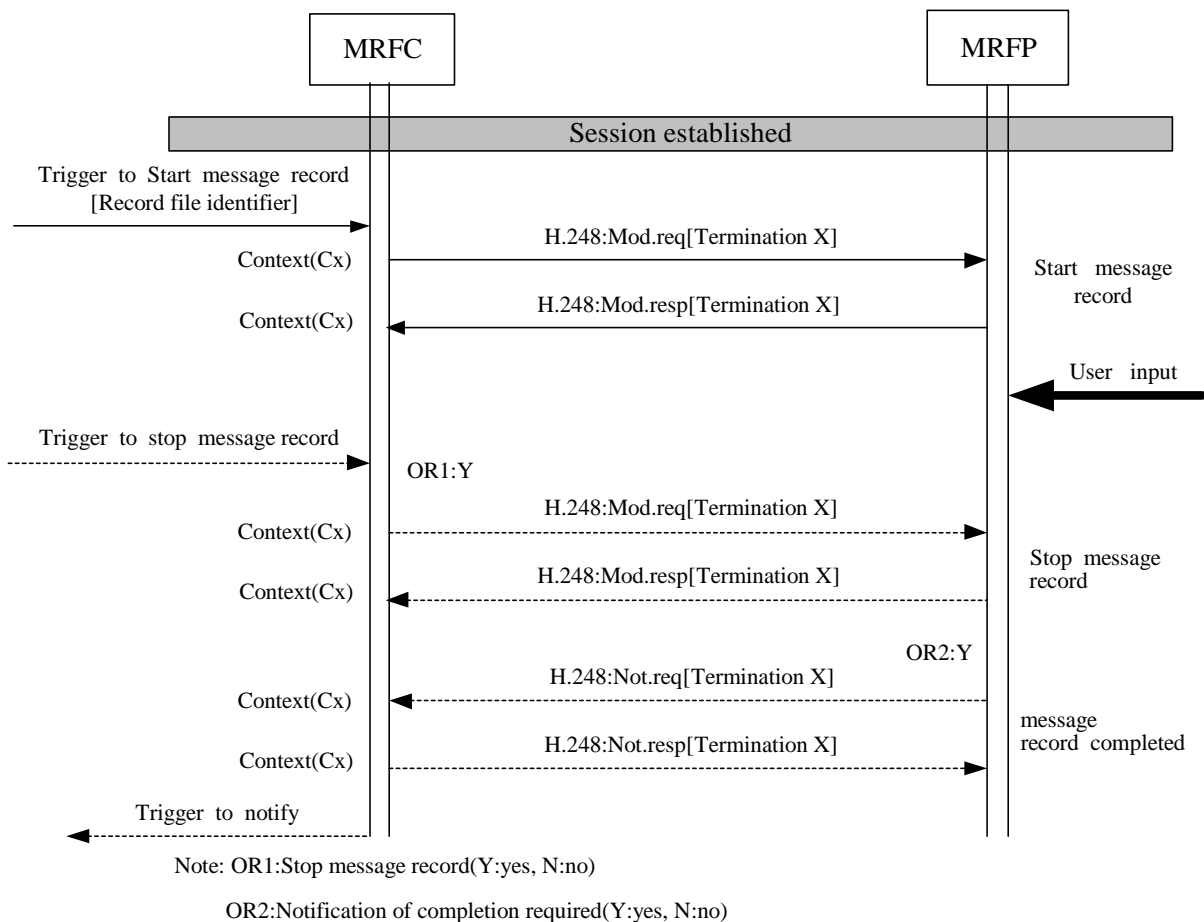 MRFC
MRFP
Session established
Trigger to Start message record
[Record file identifier]
H.248:Mod.req[Termination X]
Context(Cx)
Start message
record
H.248:Mod.resp[Termination X]
Context(Cx)
User input
Trigger to stop message record
OR1:Y
H.248:Mod.req[Termination X]
Context(Cx)
Stop message
record
H.248:Mod.resp[Termination X]
Context(Cx)
OR2:Y
H.248:Not.req[Termination X]
Context(Cx)
message
record completed
H.248:Not.resp[Termination X]
Context(Cx)
Trigger to notify
Note: OR1:Stop message record(Y:yes, N:no)
OR2:Notification of completion required(Y:yes, N:no)